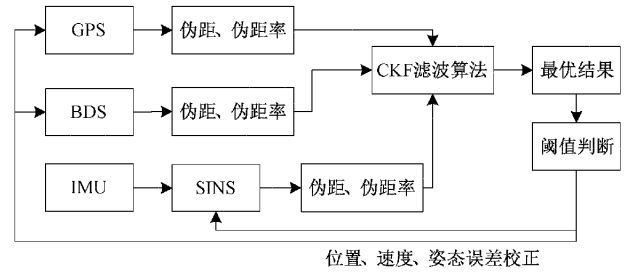 GPS
伪距、伪距率
CKF滤波算法
最优结果
BDS
伪距、伪距率
阈值判断
IMU
SINS
伪距、伪距率
位置、速度、姿态误差校正